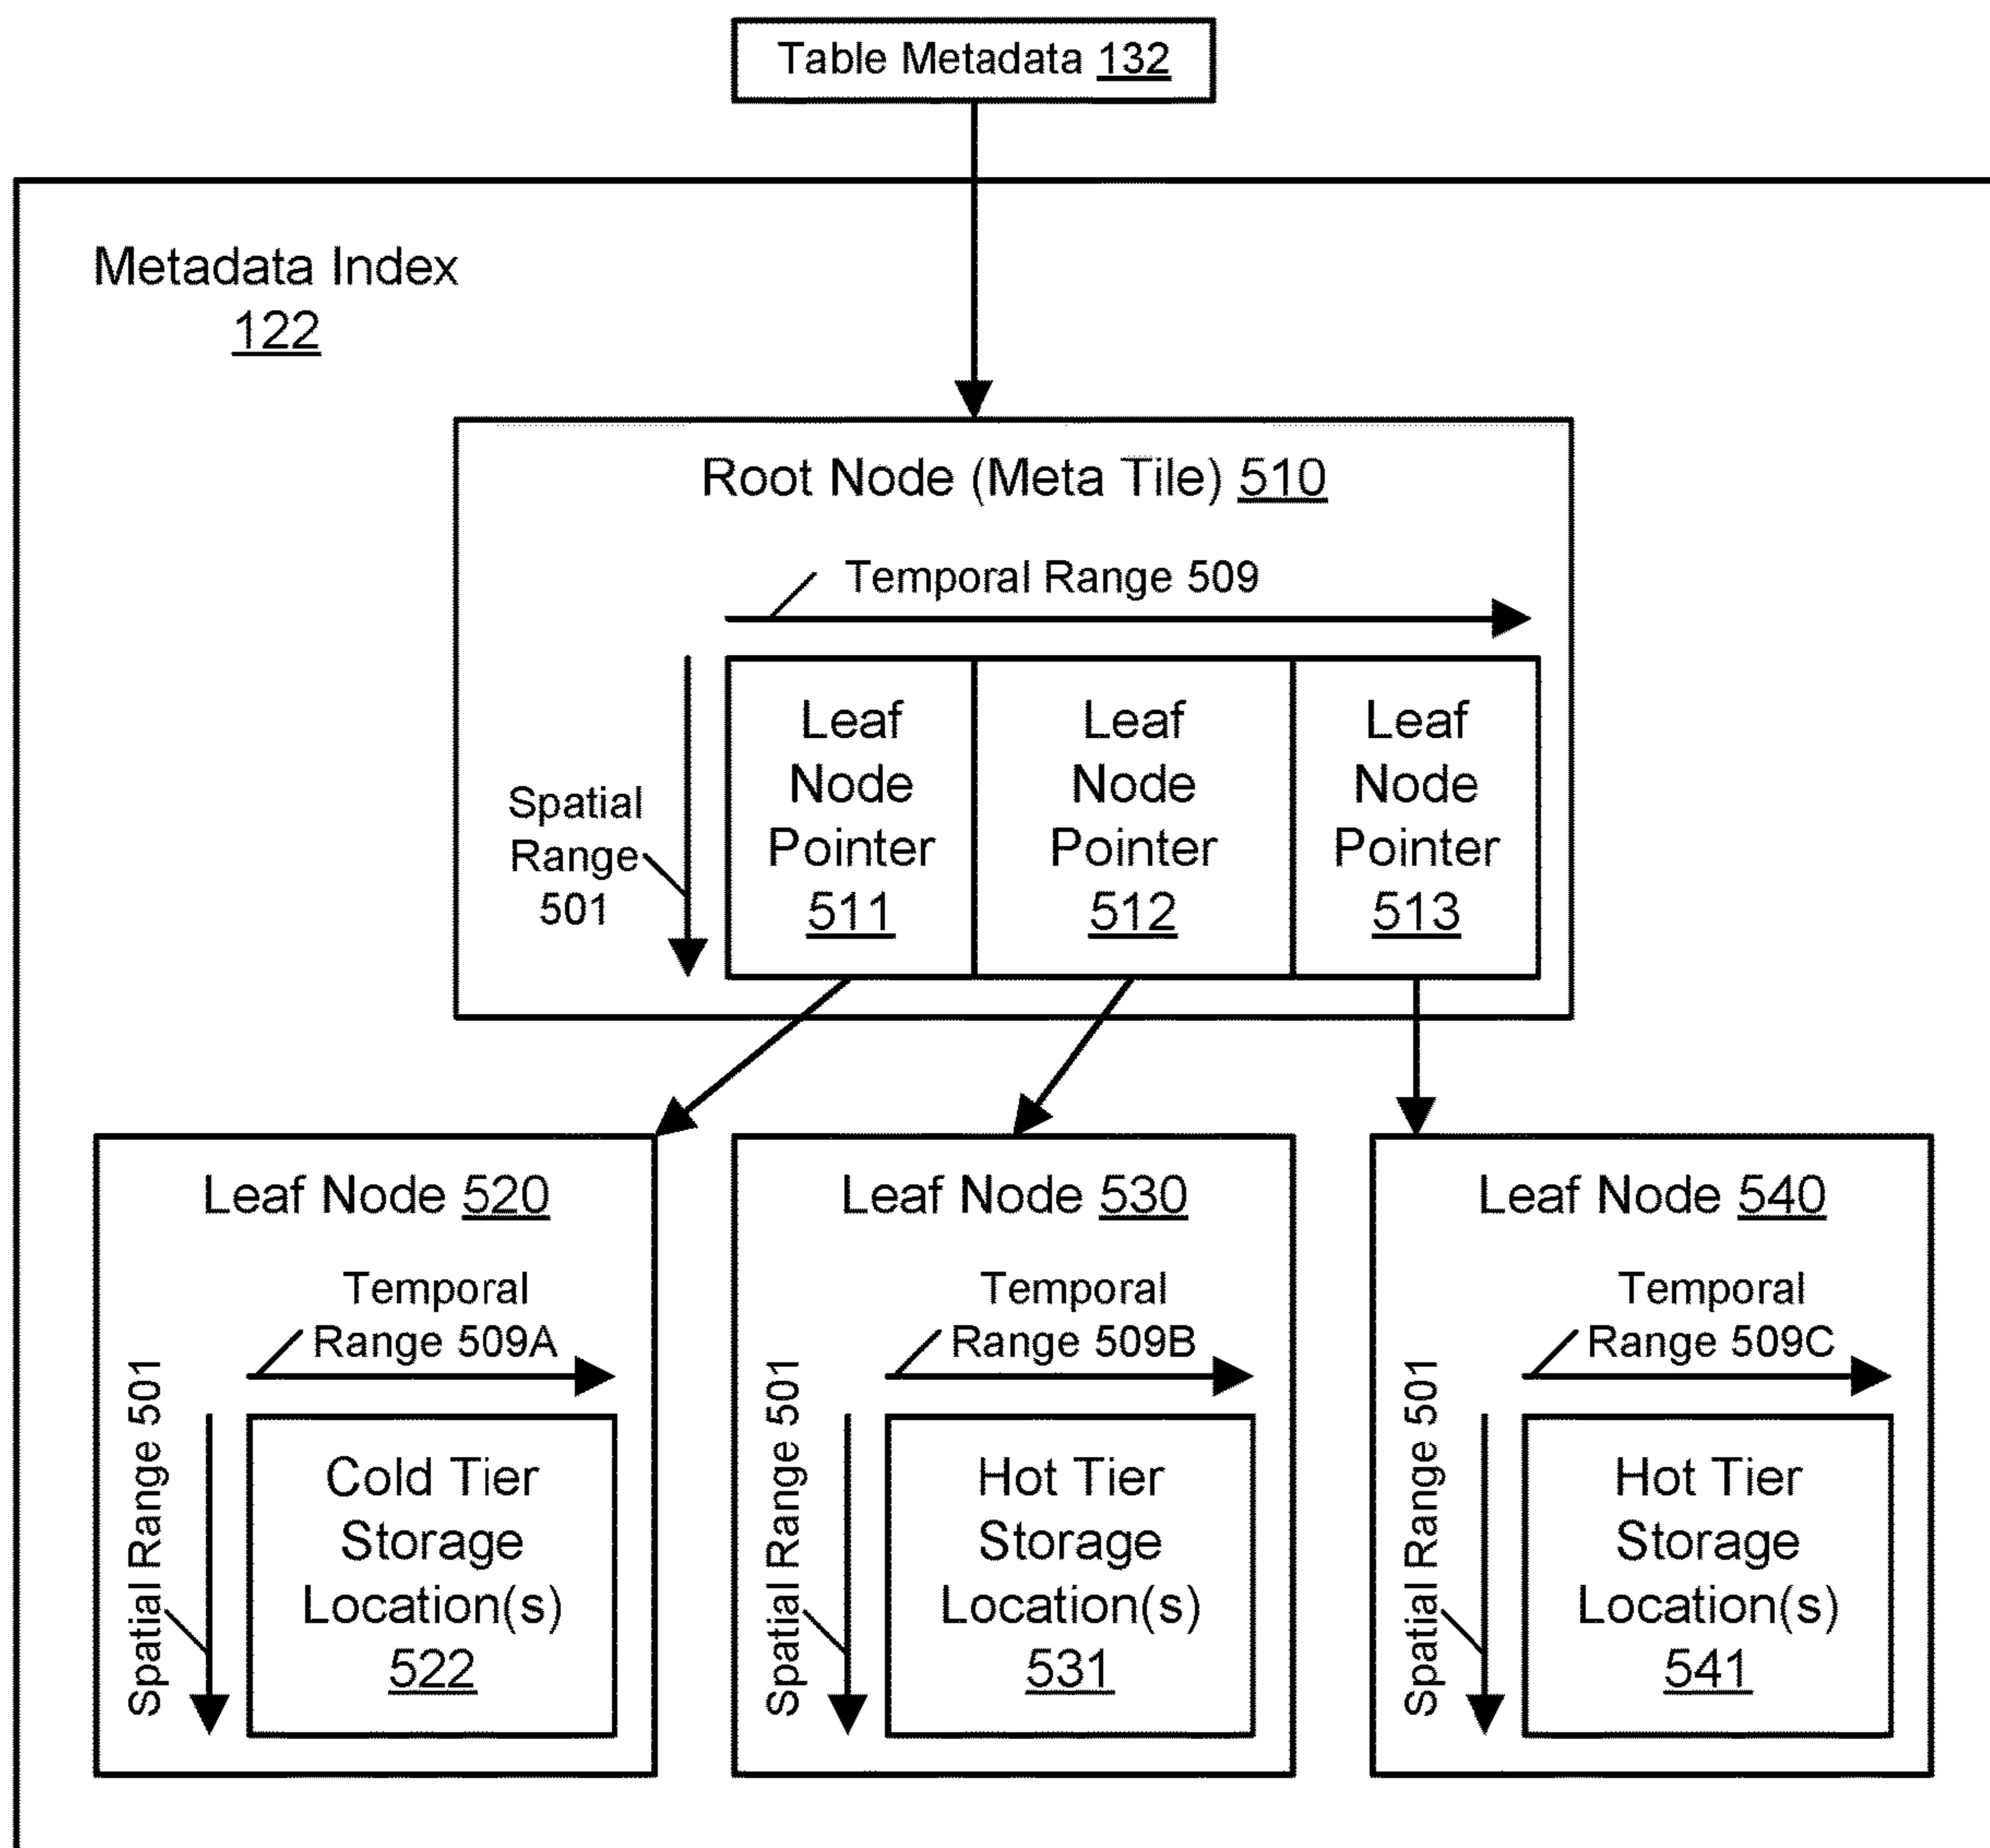 Table Metadata 132
Metadata Index
122
Root Node (Meta Tile) 510
Temporal Range 509
Spatial
Range
501
Leaf
Node
Pointer
511
Leaf
Node
Pointer
512
Leaf
Node
Pointer
513
Leaf Node 520
Temporal
Range 509A
Spatial Range 501
Cold Tier
Storage
Location(s)
522
Leaf Node 530
Temporal
Range 509B
Spatial Range 501
Hot Tier
Storage
Location(s)
531
Leaf Node 540
Temporal
Range 509C
Spatial Range 501
Hot Tier
Storage
Location(s)
541